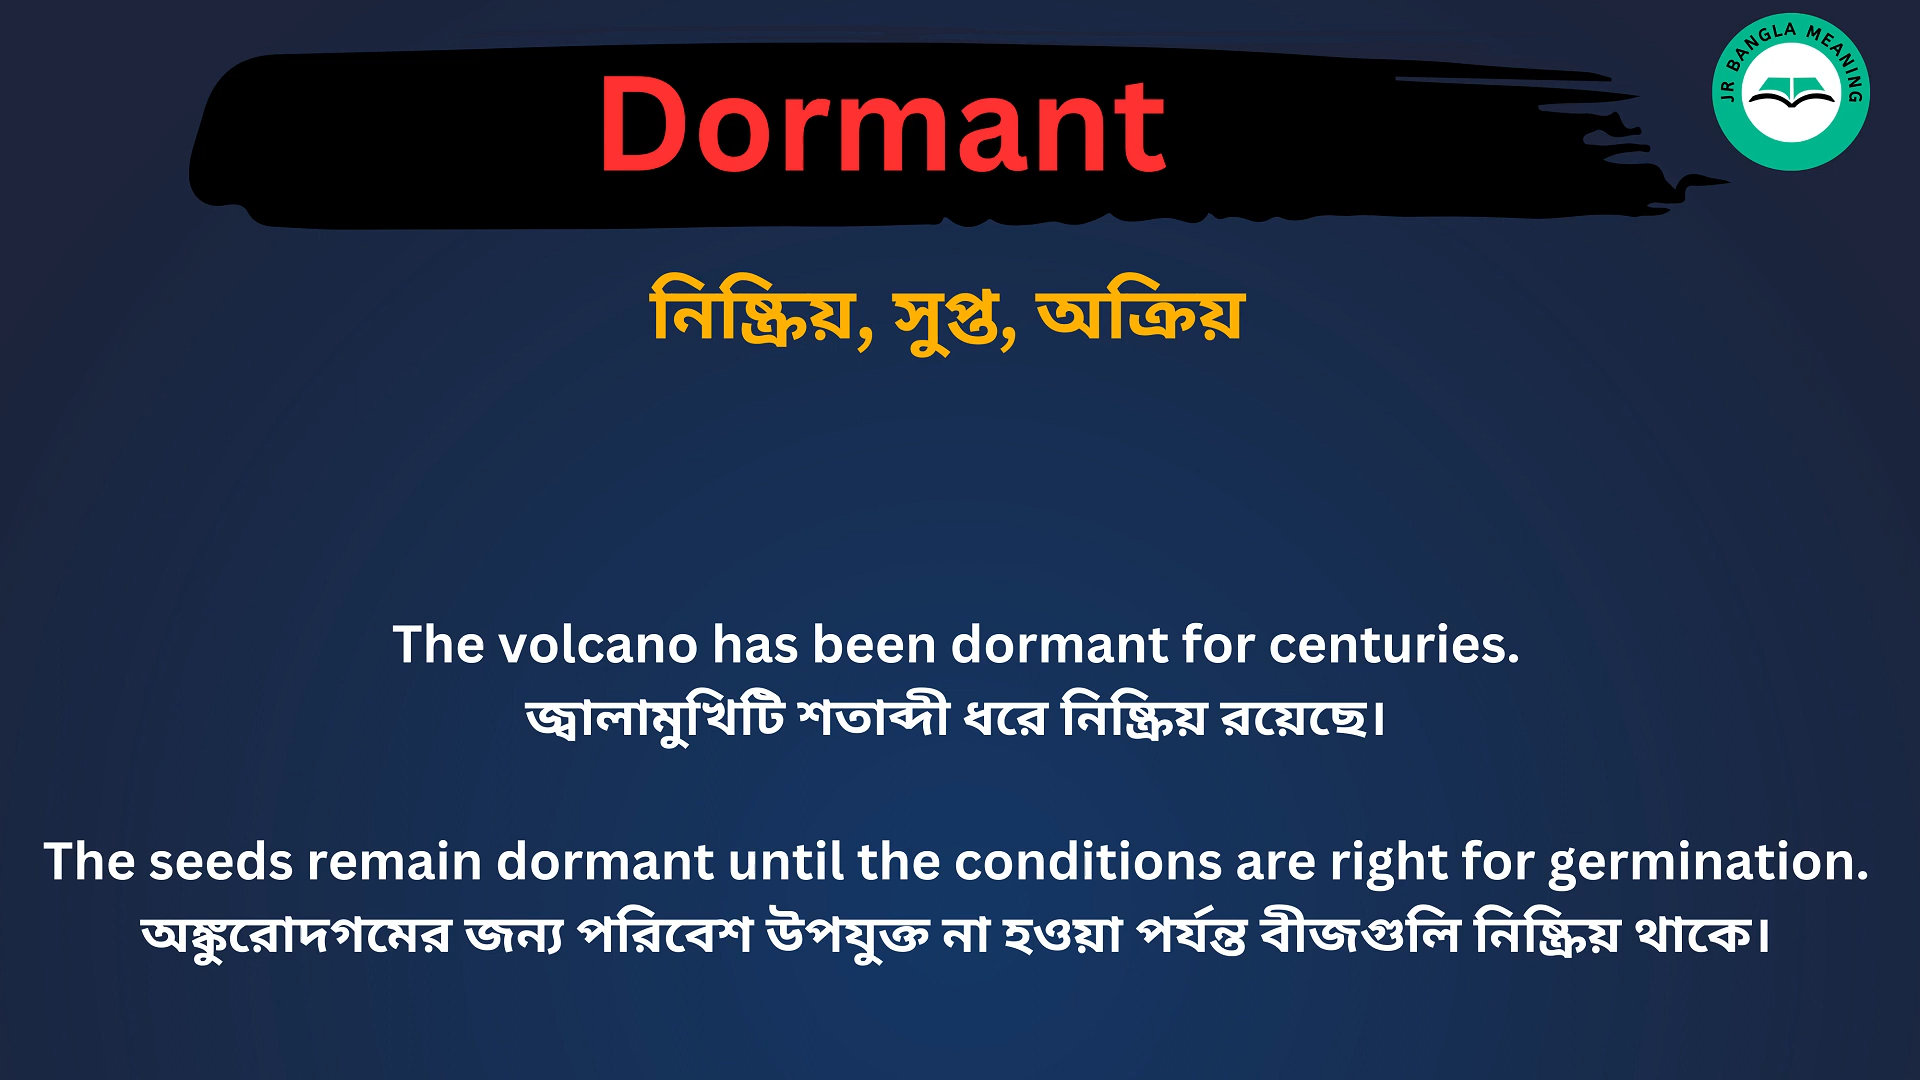 JR BANGLA MEANING
Dormant
নিষ্ক্রিয়, সুপ্ত, অক্রিয়
The volcano has been dormant for centuries.
জ্বালামুখিটি শতাব্দী ধরে নিষ্ক্রিয় রয়েছে।
The seeds remain dormant until the conditions are right for germination.
অঙ্কুরোদগমের জন্য পরিবেশ উপযুক্ত না হওয়া পর্যন্ত বীজগুলি নিষ্ক্রিয় থাকে।